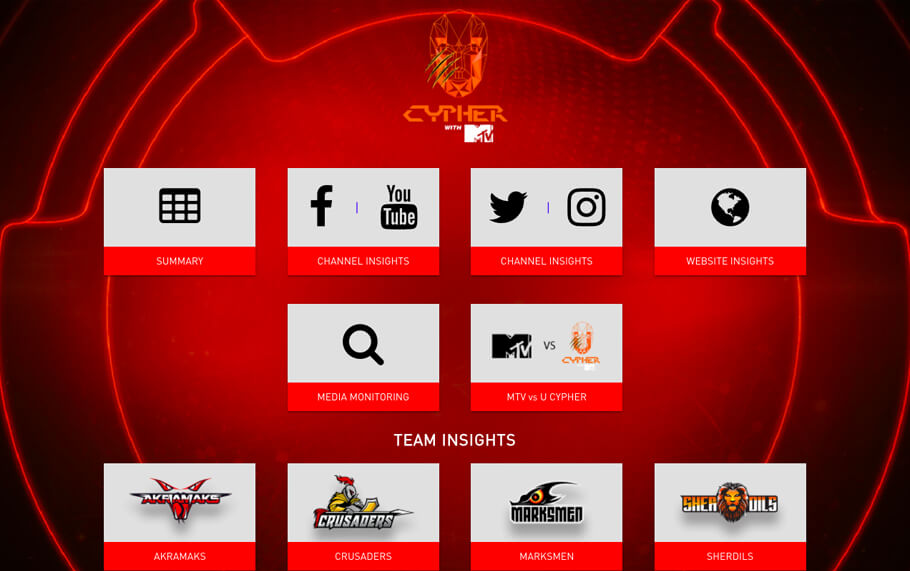 CYPHER
WITH MTV
You
Tube
SUMMARY
CHANNEL INSIGHTS
CHANNEL INSIGHTS
WEBSITE INSIGHTS
MTV VS CYPHER
MEDIA MONITORING
MTV vs U CYPHER
TEAM INSIGHTS
AKRAMAKS
CRUSADERS
MARKSMEN
SHERDILS
AKRAMAKS
CRUSADERS
MARKSMEN
SHERDILS